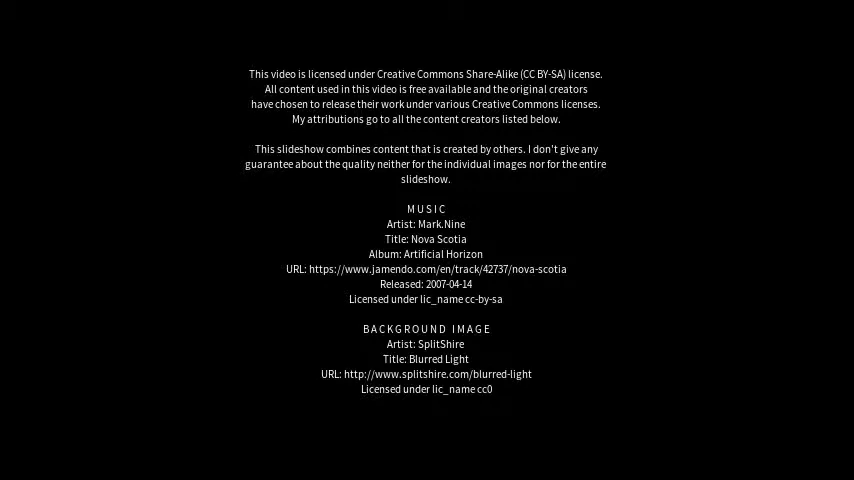 This video is licensed under Creative Commons Share-Alike (CC BY-SA) license.
All content used in this video is free available and the original creators
have chosen to release their work under various Creative Commons licenses.
My attributions go to all the content creators listed below.
This slideshow combines content that is created by others. I don't give any
guarantee about the quality neither for the individual images nor for the entire
slideshow.
MUSIC
Artist: Mark.Nine
Title: Nova Scotia
Album: Artificial Horizon
URL: https://www.jamendo.com/en/track/42737/nova-scotia
Released: 2007-04-14
Licensed under lic_name cc-by-sa
BACKGROUND IMAGE
Artist: SplitShire
Title: Blurred Light
URL: http://www.splitshire.com/blurred-light
Licensed under lic_name cc0